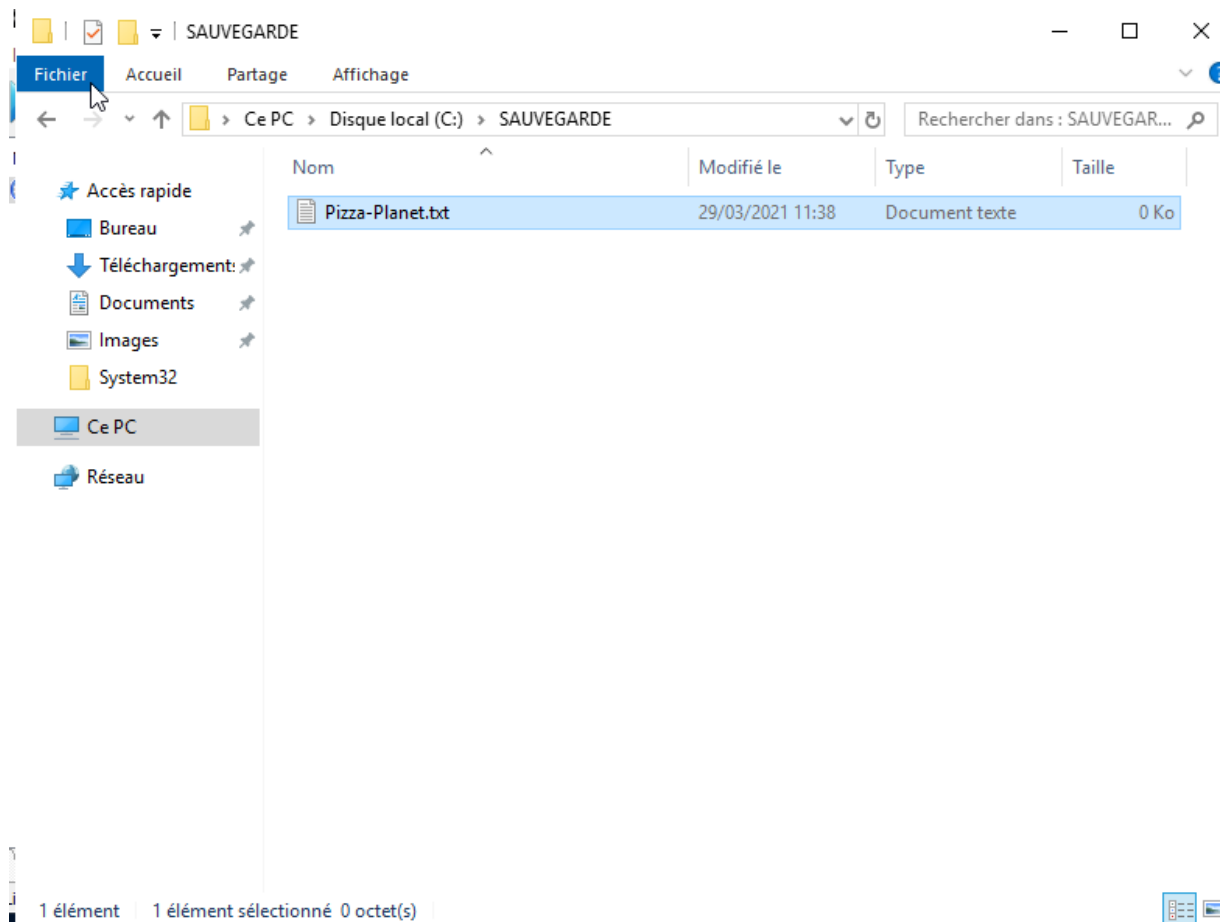 SAUVEGARDE
Fichier Accueil Partage Affichage
Ce PC > Disque local (C:) > SAUVEGARDE Rechercher dans : SAUVEGAR...
Nom Modifié le Type Taille
Accès rapide
Pizza-Planet.txt 29/03/2021 11:38 Document texte 0 Ko
Bureau
Téléchargement
Documents
Images
System32
Ce PC
Réseau
1 élément 1 élément sélectionné 0 octet(s)